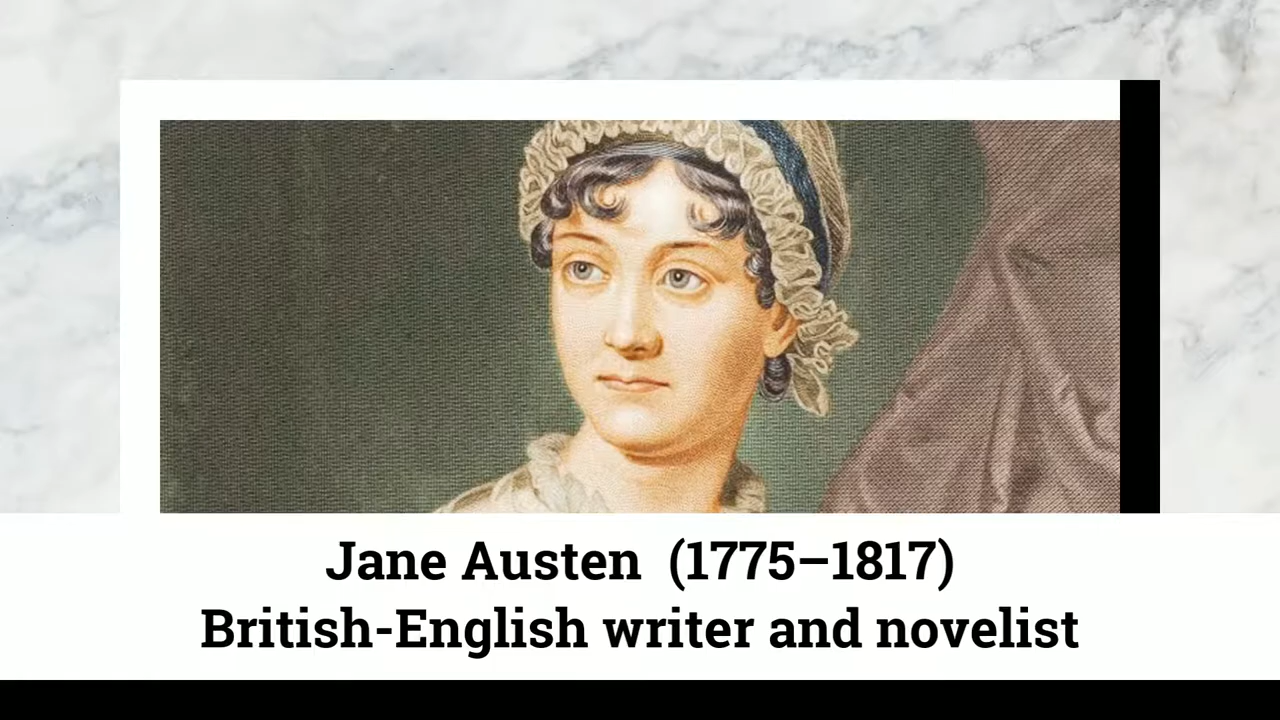 Jane Austen (1775–1817)
British-English writer and novelist